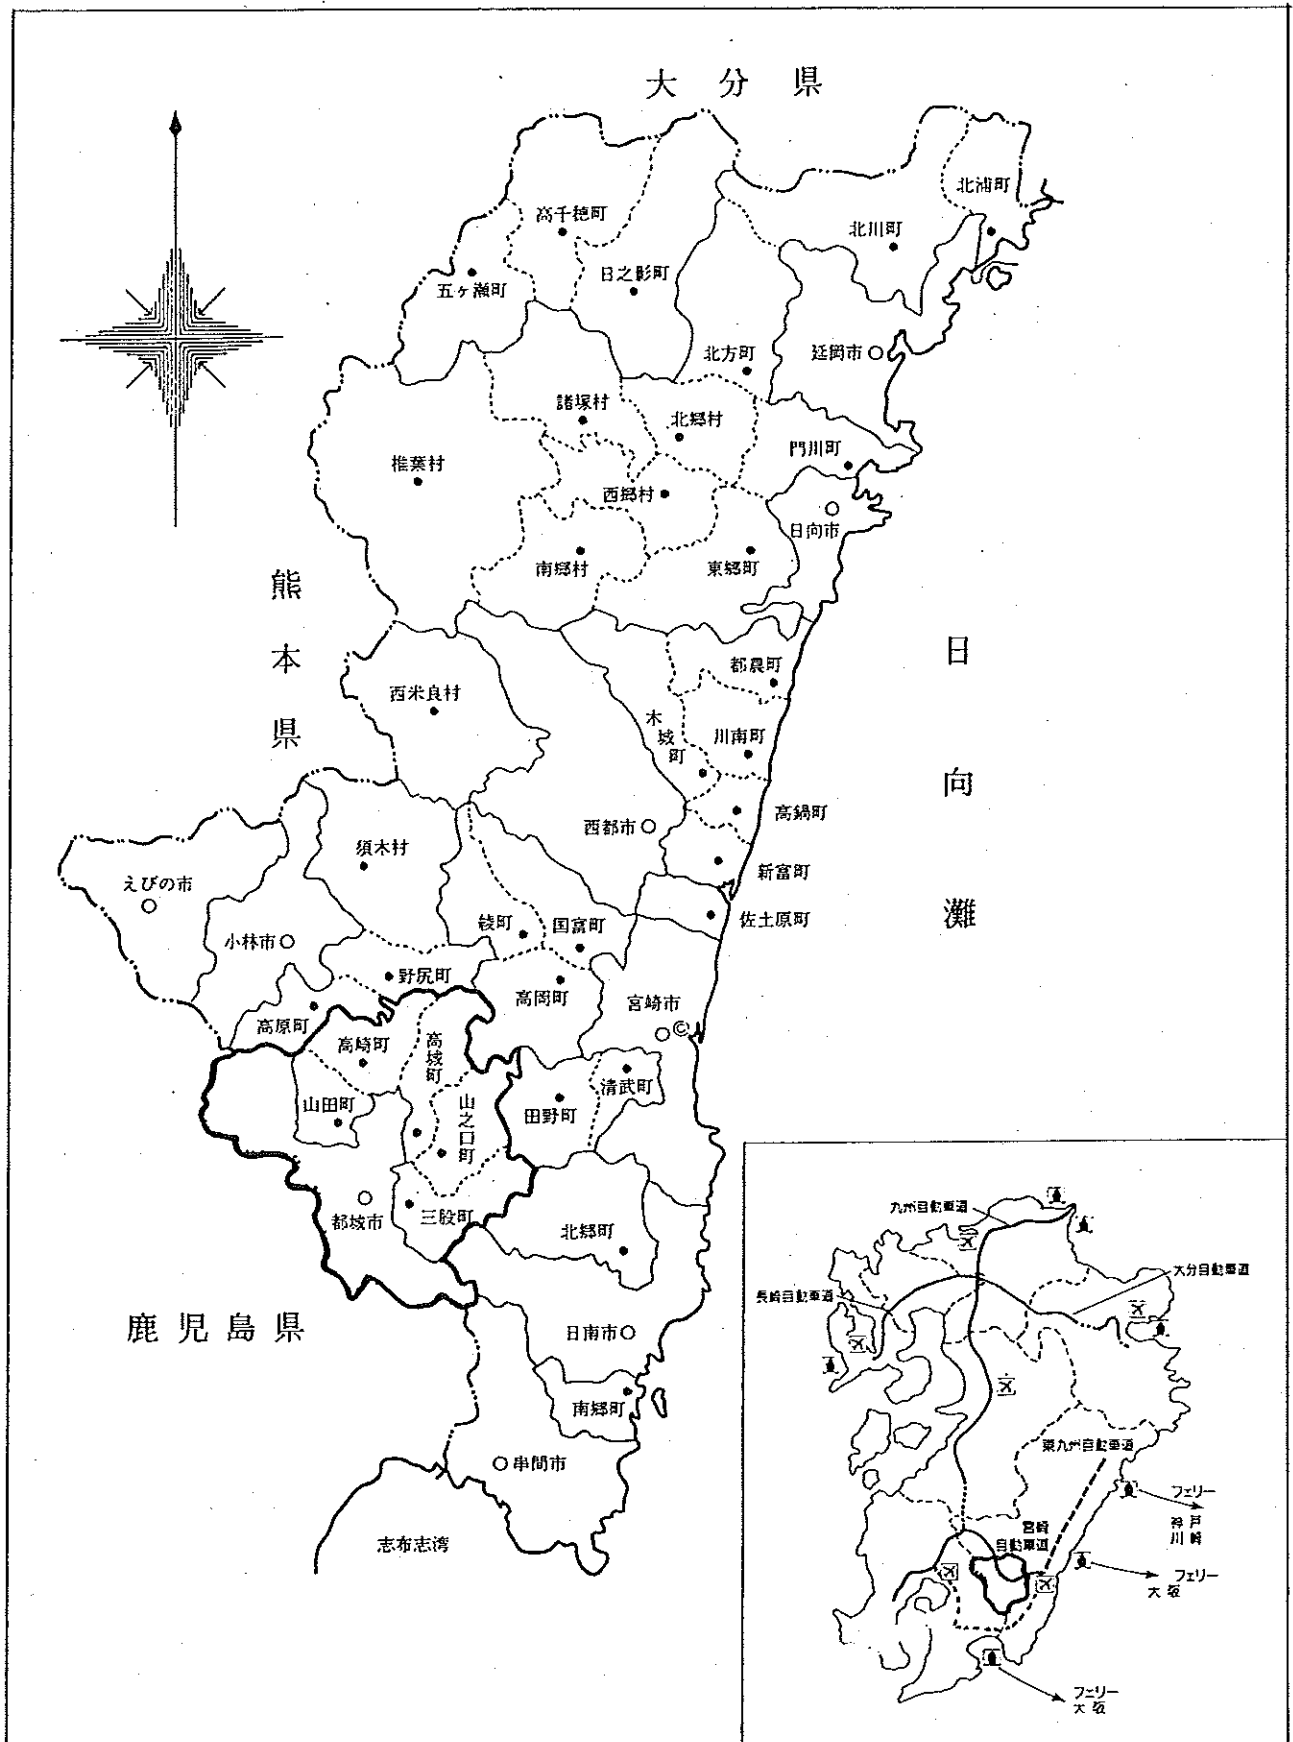 大分県
北浦町
高千穂町
北川町
日之影町
五ヶ瀬町
北方町
延岡市
諸塚村
北郷村
門川町
椎葉村
西郷村
日向市
南郷村
東郷町
熊本県
日向灘
都農町
西米良村
木城町
川南町
高鍋町
西都市
須木村
新富町
えびの市
佐土原町
綾町
国富町
小林市
野尻町
高岡町
宮崎市
©
高原町
高崎町
高城町
清武町
山田町
山之口町
田野町
都城市
三股町
北郷町
鹿児島県
日南市
南郷町
串間市
志布志湾
九州自動車道
大分自動車道
長崎自動車道
東九州自動車道
フェリー
神戸
川崎
宮崎
自動車道
フェリー
大阪
フェリー
大阪